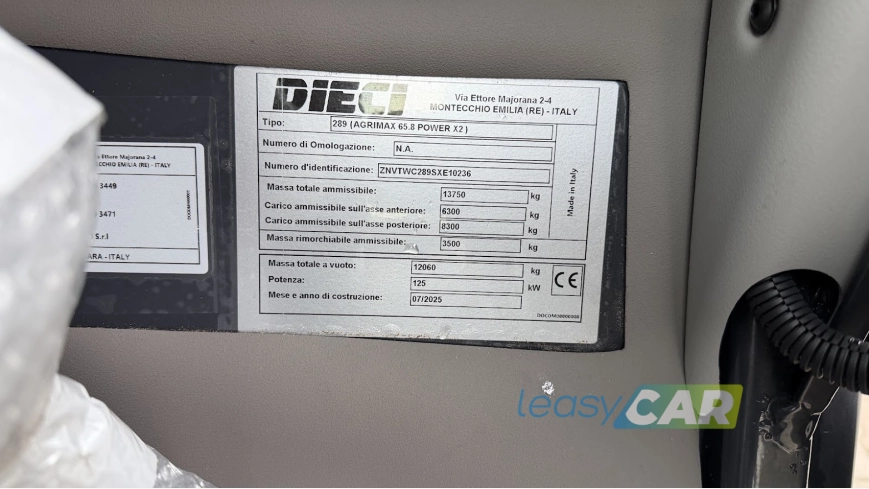 DIECI
Via Ettore Majorana 2-4
MONTECCHIO EMILIA (RE) - ITALY
Tipo: 289 (AGRIMAX 65.8 POWER X2)
Numero di Omologazione: N.A.
Numero d'identificazione: ZNVTWC289SXE10236
Massa totale ammissibile: 13750 kg
Carico ammissibile sull'asse anteriore: 6300 kg
Carico ammissibile sull'asse posteriore: 8300 kg
Massa rimorchiabile ammissibile: 3500 kg
Made in Italy
Massa totale a vuoto: 12060 kg
Potenza: 125 kW
Mese e anno di costruzione: 07/2025
CE
Via Ettore Majorana 2-4
EMILIA (RE) - ITALY
3449
3471
S.r.l
ARA - ITALY
leasyCAR